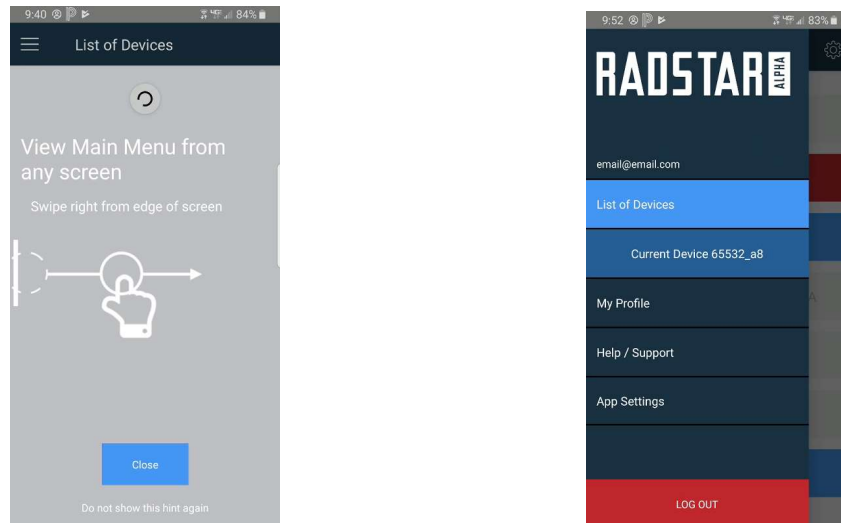 9:40 84%
List of Devices
View Main Menu from
any screen
Swipe right from edge of screen
Close
Do not show this hint again
9:52 83%
RADSTAR ALPHA
email@email.com
List of Devices
Current Device 65532_a8
My Profile
Help / Support
App Settings
LOG OUT